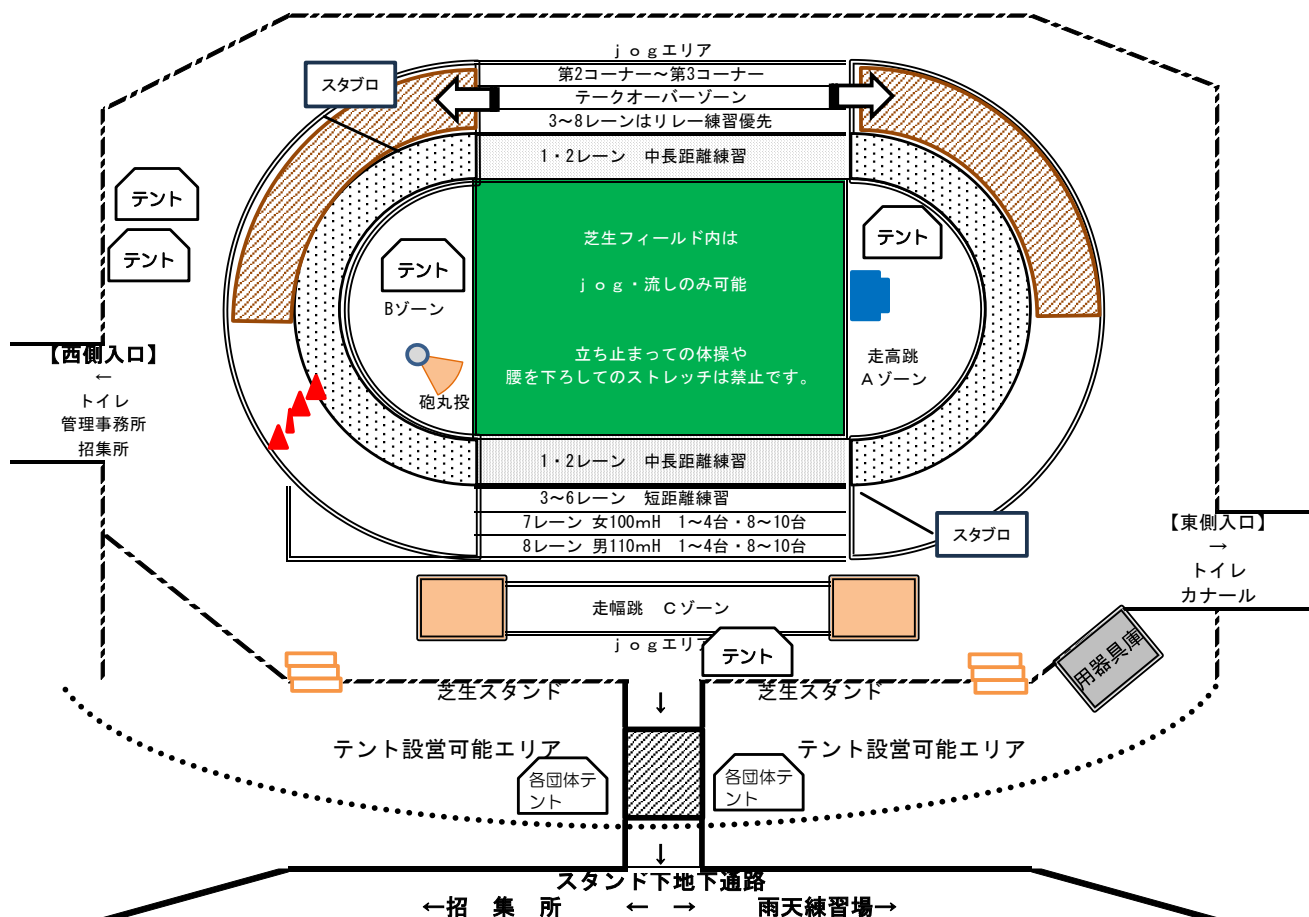 ｊｏｇエリア
第2コーナー～第3コーナー
スタブロ
テークオーバーゾーン
3～8レーンはリレー練習優先
1・2レーン　中長距離練習
テント
テント
テント
テント
芝生フィールド内は
ｊｏｇ・流しのみ可能
立ち止まっての体操や
腰を下ろしてのストレッチは禁止です。
Bゾーン
砲丸投
走高跳
Ａゾーン
【西側入口】
←
トイレ
管理事務所
招集所
1・2レーン　中長距離練習
3～6レーン　短距離練習
7レーン 女100mH　1～4台・8～10台
8レーン 男110mH　1～4台・8～10台
スタブロ
【東側入口】
→
トイレ
カナール
走幅跳　Ｃゾーン
ｊｏｇエリア
テント
用器具庫
芝生スタンド
↓
芝生スタンド
テント設営可能エリア
テント設営可能エリア
各団体テ
ント
各団体テ
ント
↓
スタンド下地下通路
←招　集　所　　←　→　　雨天練習場→